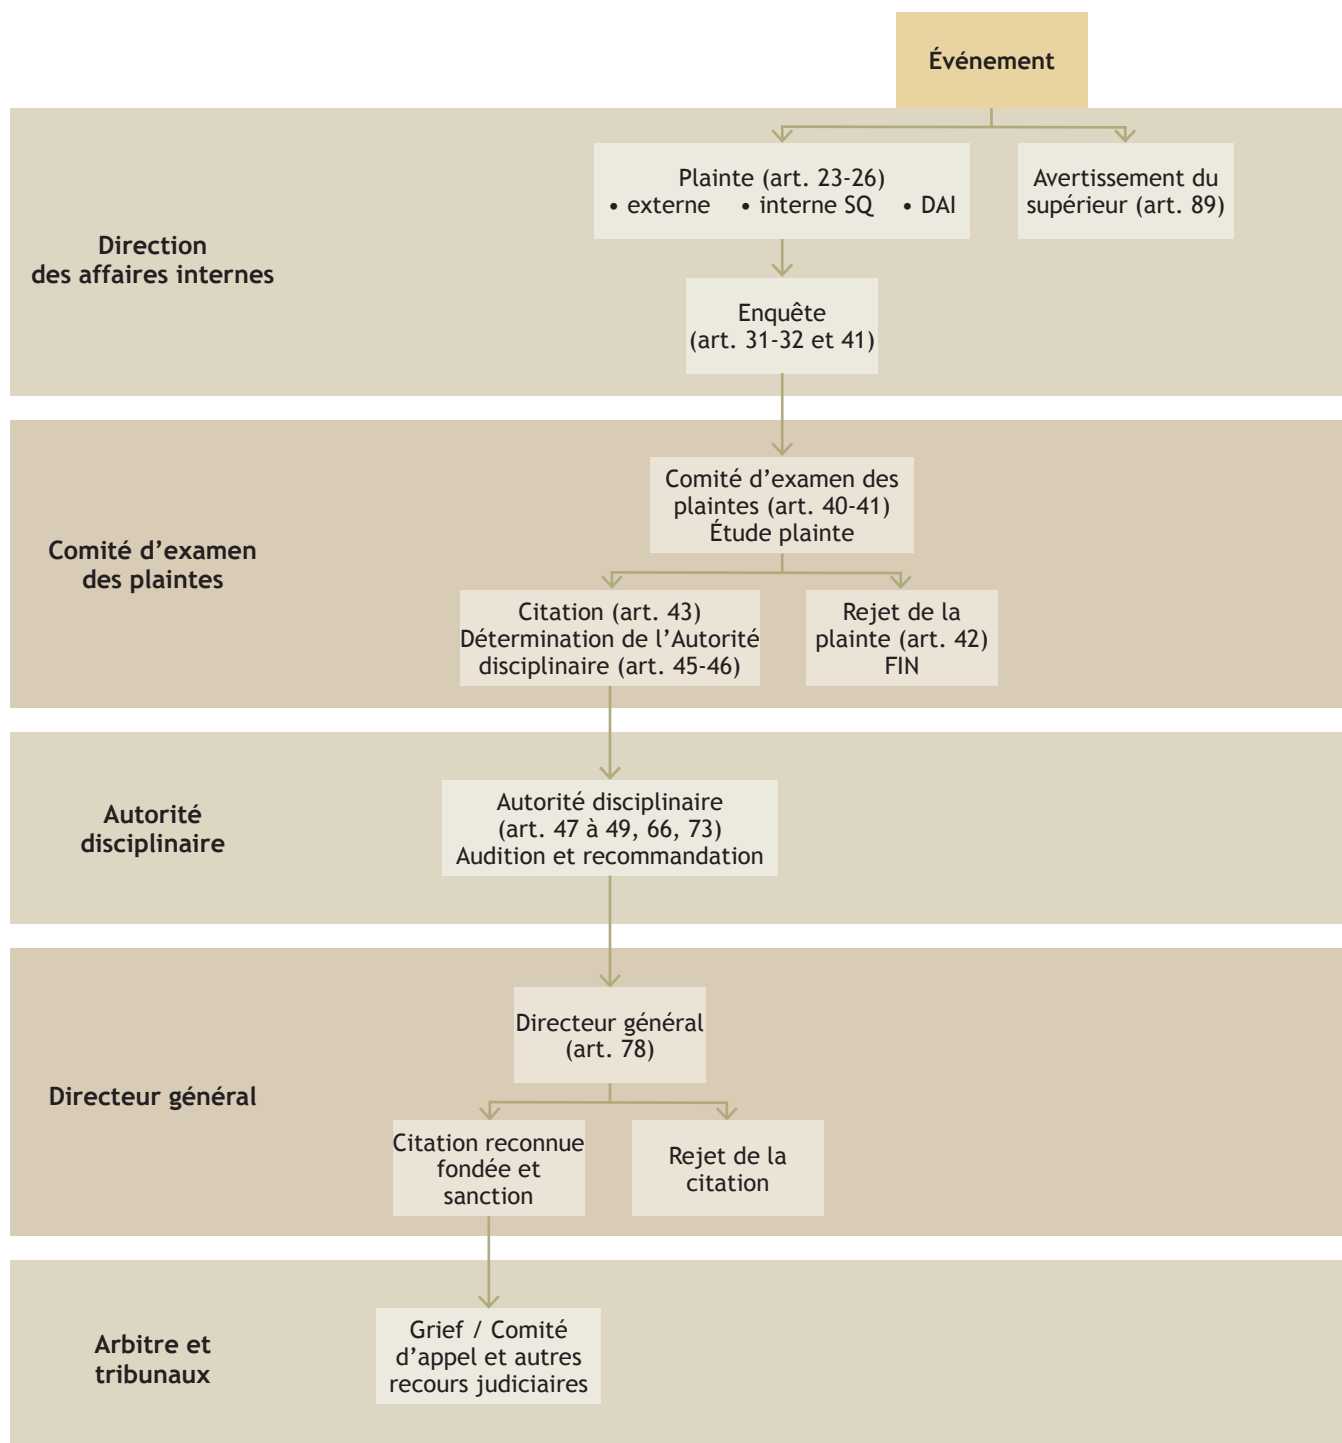 Événement
Direction
des affaires internes
Plainte (art. 23-26)
• externe • interne SQ • DAI
Avertissement du
supérieur (art. 89)
Enquête
(art. 31-32 et 41)
Comité d’examen
des plaintes
Comité d’examen des
plaintes (art. 40-41)
Étude plainte
Citation (art. 43)
Détermination de l’Autorité
disciplinaire (art. 45-46)
Rejet de la
plainte (art. 42)
FIN
Autorité
disciplinaire
Autorité disciplinaire
(art. 47 à 49, 66, 73)
Audition et recommandation
Directeur général
Directeur général
(art. 78)
Citation reconnue
fondée et
sanction
Rejet de la
citation
Arbitre et
tribunaux
Grief / Comité
d’appel et autres
recours judiciaires